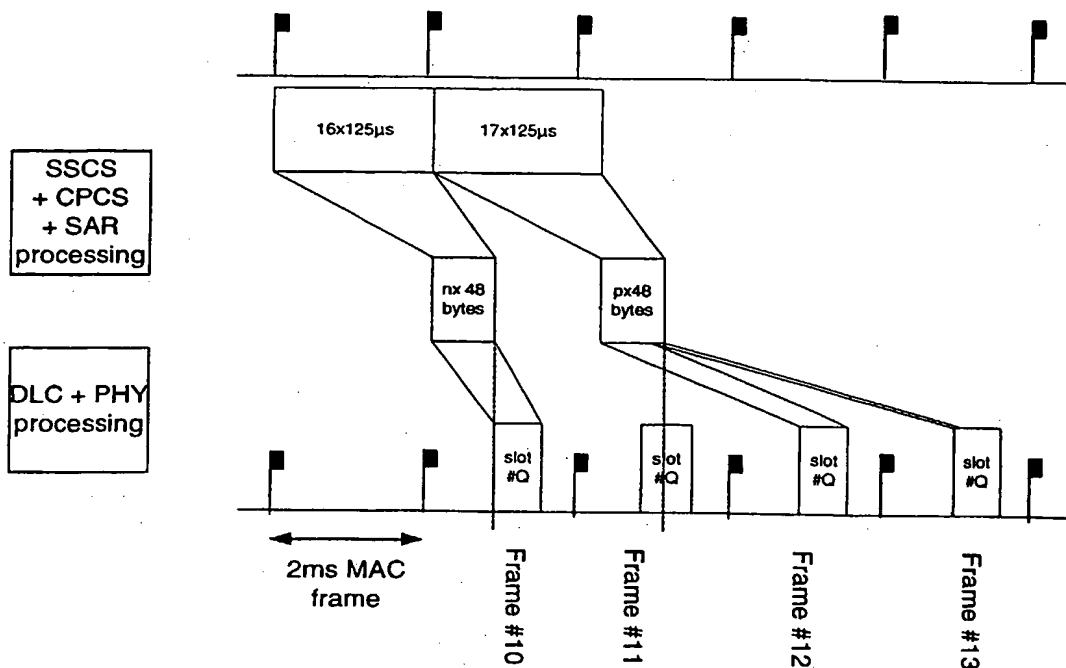 16x125µs
17x125µs
SSCS
+ CPCS
+ SAR
processing
nx 48
bytes
px48
bytes
DLC + PHY
processing
slot
#Q
slot
#Q
slot
#Q
slot
#Q
2ms MAC
frame
Frame #10
Frame #11
Frame #12
Frame #13